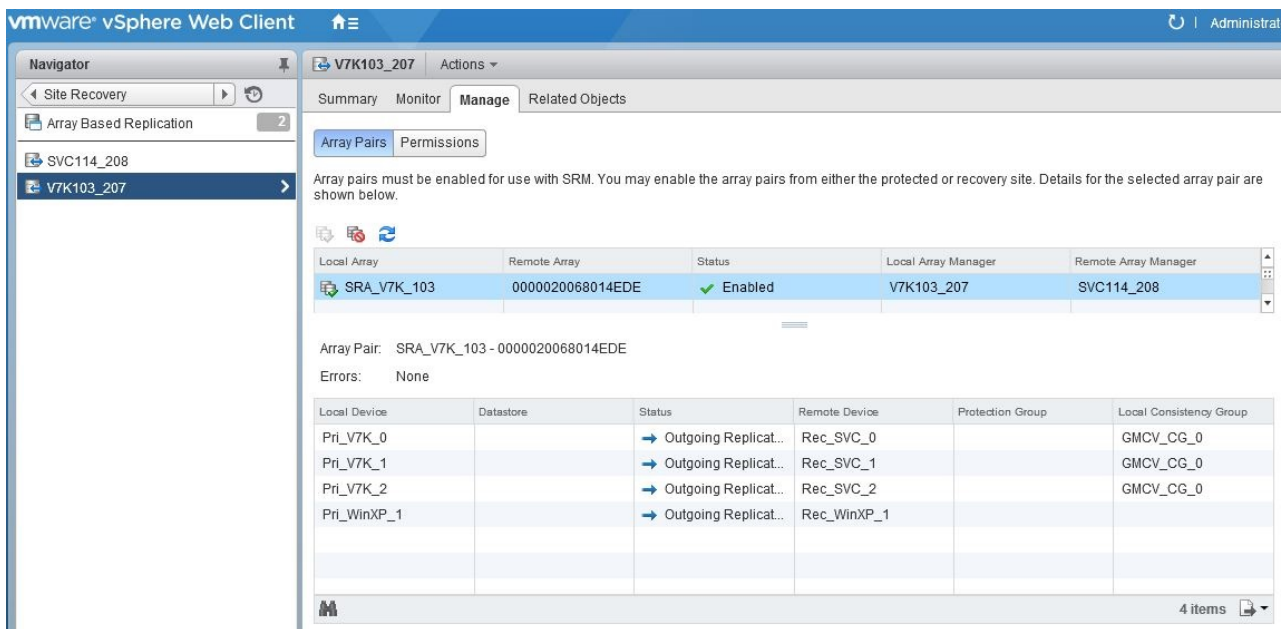 vmware® vSphere Web Client
Administrat
Navigator
V7K103_207 Actions
Site Recovery
Summary Monitor Manage Related Objects
Array Based Replication 2
Array Pairs Permissions
SVC114_208
V7K103_207
Array pairs must be enabled for use with SRM. You may enable the array pairs from either the protected or recovery site. Details for the selected array pair are
shown below.
Local Array Remote Array Status Local Array Manager Remote Array Manager
SRA_V7K_103 0000020068014EDE Enabled V7K103_207 SVC114_208
Array Pair: SRA_V7K_103 - 0000020068014EDE
Errors: None
Local Device Datastore Status Remote Device Protection Group Local Consistency Group
Pri_V7K_0 Outgoing Replicat... Rec_SVC_0 GMCV_CG_0
Pri_V7K_1 Outgoing Replicat... Rec_SVC_1 GMCV_CG_0
Pri_V7K_2 Outgoing Replicat... Rec_SVC_2 GMCV_CG_0
Pri_WinXP_1 Outgoing Replicat... Rec_WinXP_1
4 items